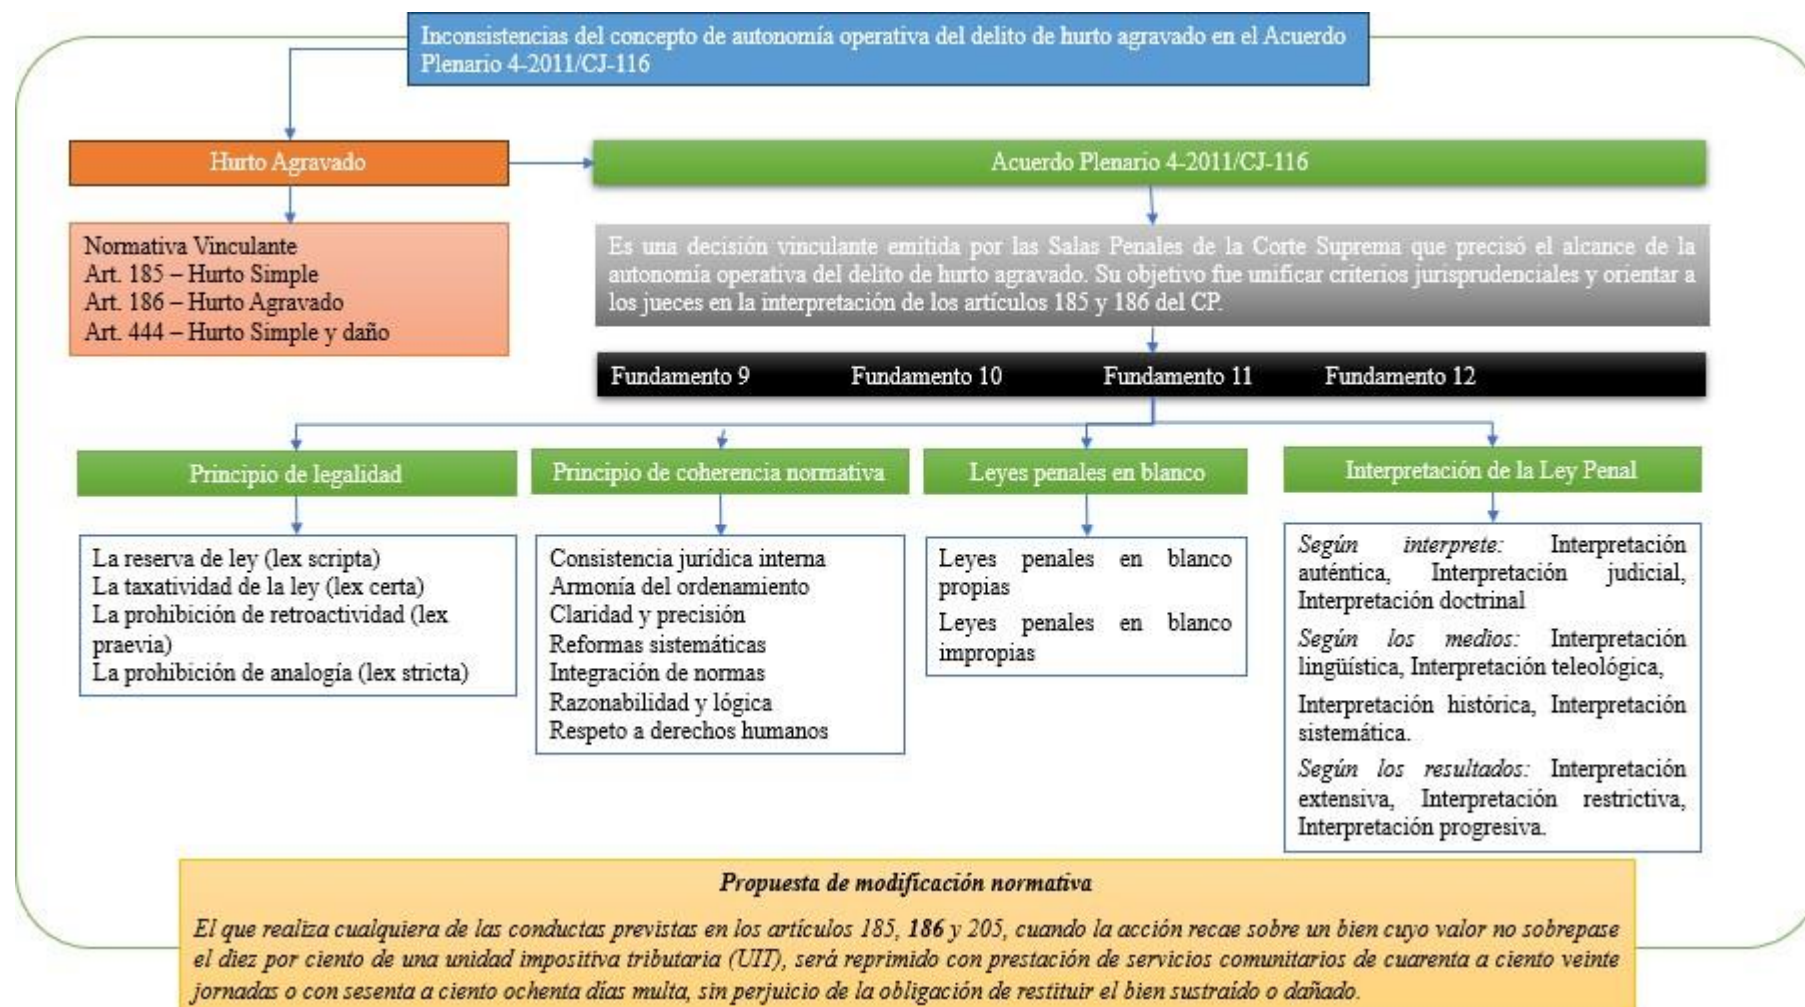 Inconsistencias del concepto de autonomía operativa del delito de hurto agravado en el Acuerdo
Plenario 4-2011/CJ-116
Hurto Agravado
Acuerdo Plenario 4-2011/CJ-116
Normativa Vinculante
Art. 185 – Hurto Simple
Art. 186 – Hurto Agravado
Art. 444 – Hurto Simple y daño
Es una decisión vinculante emitida por las Salas Penales de la Corte Suprema que precisó el alcance de la
autonomía operativa del delito de hurto agravado. Su objetivo fue unificar criterios jurisprudenciales y orientar a
los jueces en la interpretación de los artículos 185 y 186 del CP.
Fundamento 9 Fundamento 10 Fundamento 11 Fundamento 12
Principio de legalidad
La reserva de ley (lex scripta)
La taxatividad de la ley (lex certa)
La prohibición de retroactividad (lex
praevia)
La prohibición de analogía (lex stricta)
Principio de coherencia normativa
Consistencia jurídica interna
Armonía del ordenamiento
Claridad y precisión
Reformas sistemáticas
Integración de normas
Razonabilidad y lógica
Respeto a derechos humanos
Leyes penales en blanco
Leyes penales en blanco
propias
Leyes penales en blanco
impropias
Interpretación de la Ley Penal
Según interprete: Interpretación
auténtica, Interpretación judicial,
Interpretación doctrinal
Según los medios: Interpretación
lingüística, Interpretación teleológica,
Interpretación histórica, Interpretación
sistemática.
Según los resultados: Interpretación
extensiva, Interpretación restrictiva,
Interpretación progresiva.
Propuesta de modificación normativa
El que realiza cualquiera de las conductas previstas en los artículos 185, 186 y 205, cuando la acción recae sobre un bien cuyo valor no sobrepase
el diez por ciento de una unidad impositiva tributaria (UIT), será reprimido con prestación de servicios comunitarios de cuarenta a ciento veinte
jornadas o con sesenta a ciento ochenta días multa, sin perjuicio de la obligación de restituir el bien sustraído o dañado.